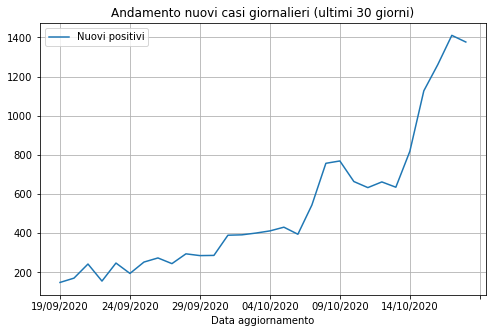 Andamento nuovi casi giornalieri (ultimi 30 giorni)
Nuovi positivi
1400
1200
1000
800
600
400
200
19/09/2020 24/09/2020 29/09/2020 04/10/2020 09/10/2020 14/10/2020
Data aggiornamento